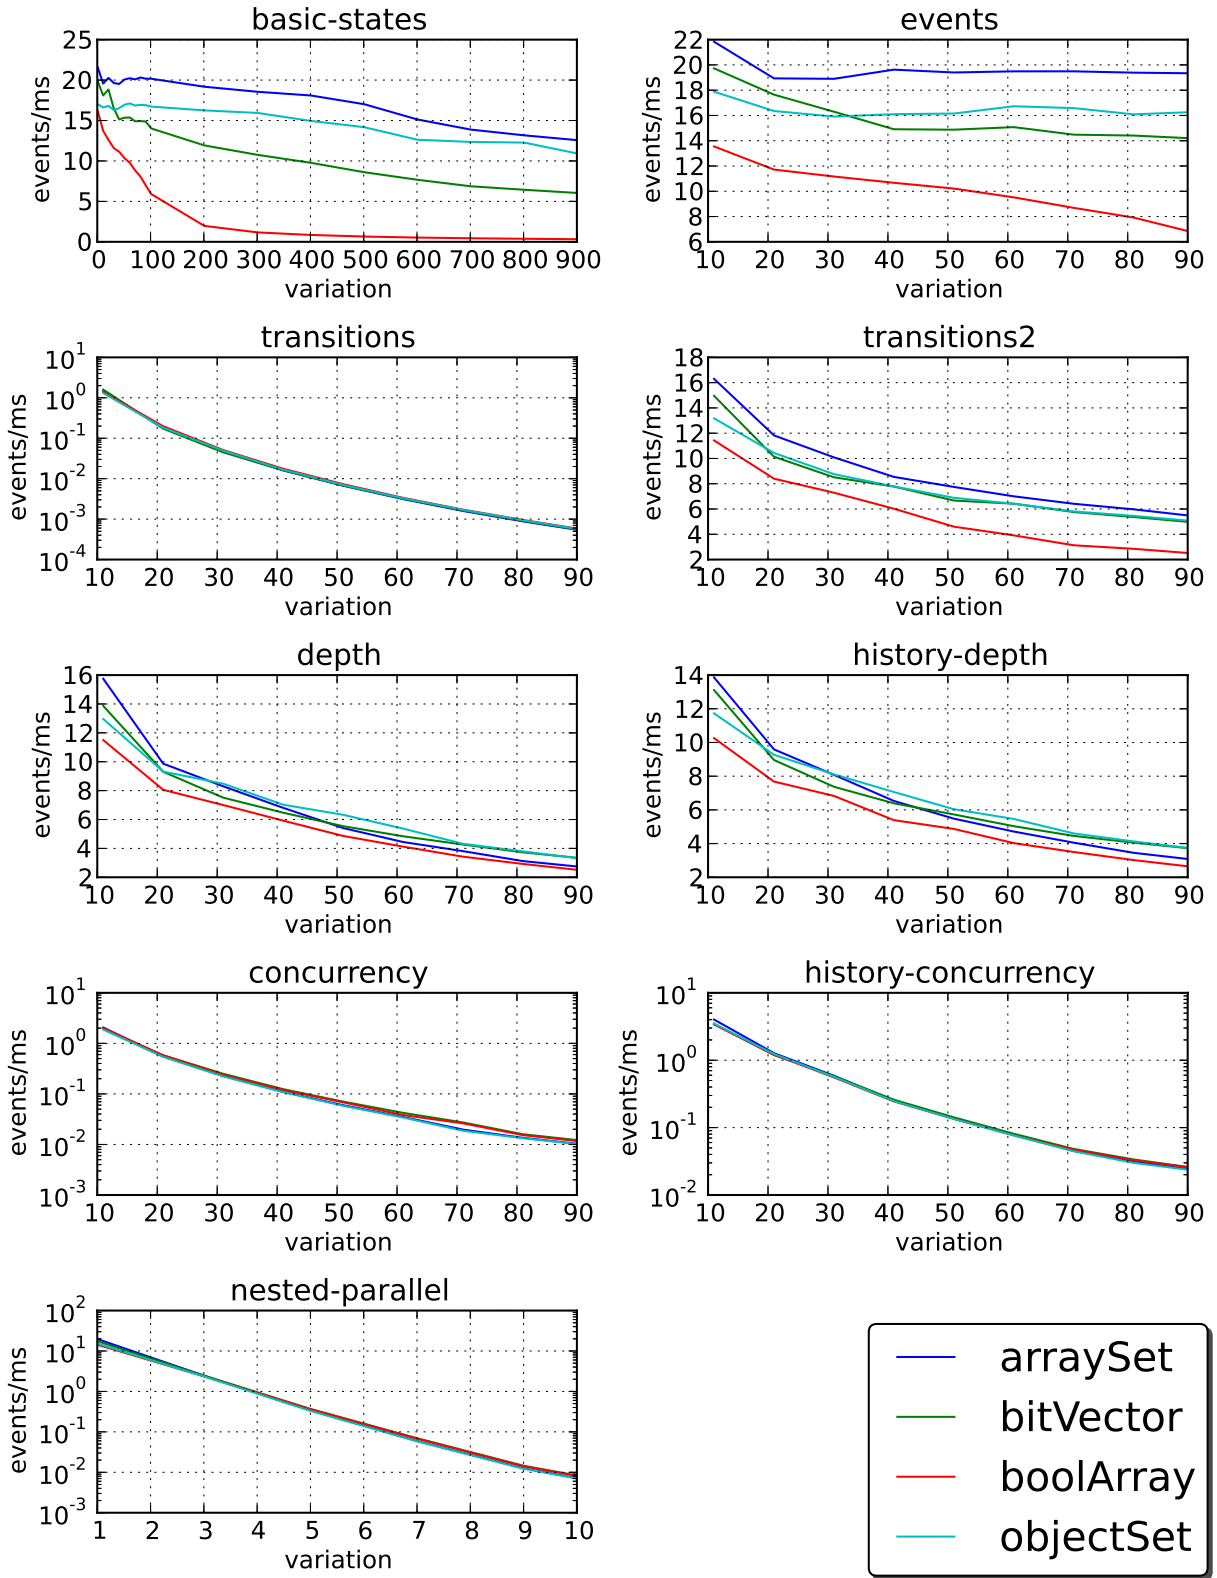 basic-states
25
20
15
10
5
0
events/ms
0 100 200 300 400 500 600 700 800 900
variation
events
22
20
18
16
14
12
10
8
6
events/ms
10 20 30 40 50 60 70 80 90
variation
transitions
10^1
10^0
10^-1
10^-2
10^-3
10^-4
events/ms
10 20 30 40 50 60 70 80 90
variation
transitions2
18
16
14
12
10
8
6
4
2
events/ms
10 20 30 40 50 60 70 80 90
variation
depth
16
14
12
10
8
6
4
2
events/ms
10 20 30 40 50 60 70 80 90
variation
history-depth
14
12
10
8
6
4
2
events/ms
10 20 30 40 50 60 70 80 90
variation
concurrency
10^1
10^0
10^-1
10^-2
10^-3
events/ms
10 20 30 40 50 60 70 80 90
variation
history-concurrency
10^1
10^0
10^-1
10^-2
events/ms
10 20 30 40 50 60 70 80 90
variation
nested-parallel
10^2
10^1
10^0
10^-1
10^-2
10^-3
events/ms
1 2 3 4 5 6 7 8 9 10
variation
arraySet
bitVector
boolArray
objectSet